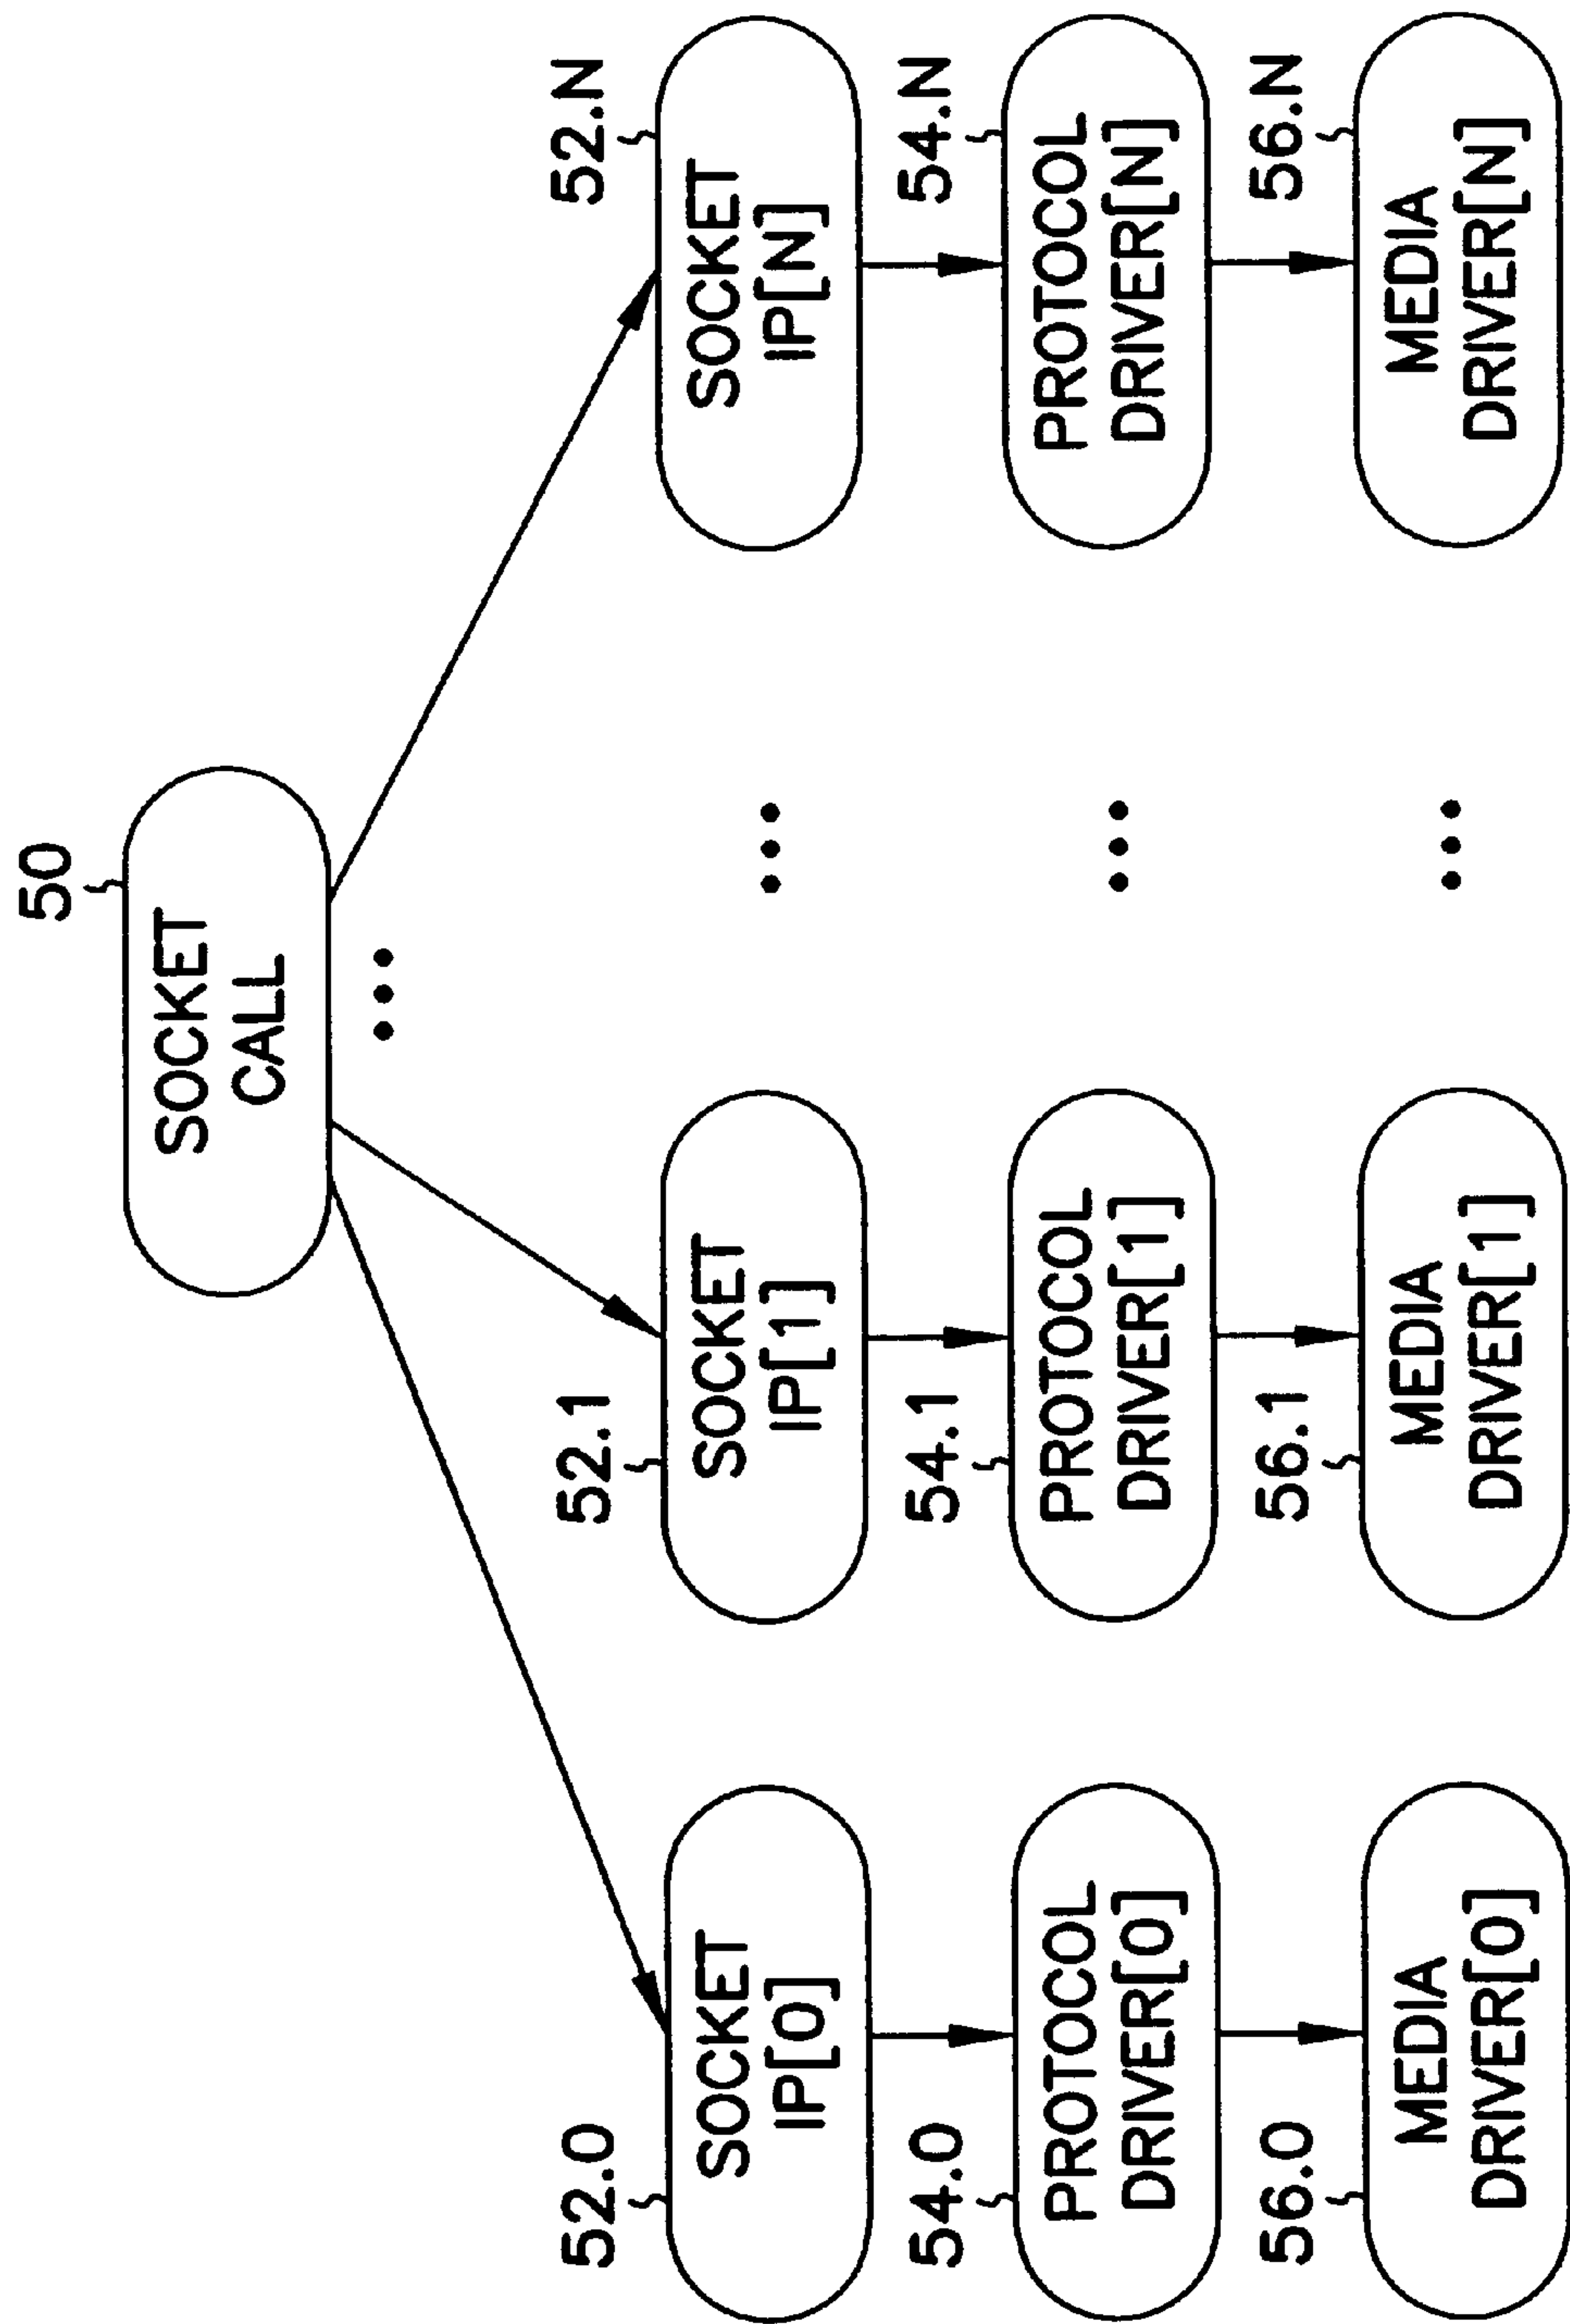 50
SOCKET
CALL
52.0
SOCKET
IP[0]
52.1
SOCKET
IP[1]
52.N
SOCKET
IP[N]
54.0
PROTOCOL
DRIVER[0]
54.1
PROTOCOL
DRIVER[1]
54.N
PROTOCOL
DRIVER[N]
56.0
MEDIA
DRIVER[0]
56.1
MEDIA
DRIVER[1]
56.N
MEDIA
DRIVER[N]